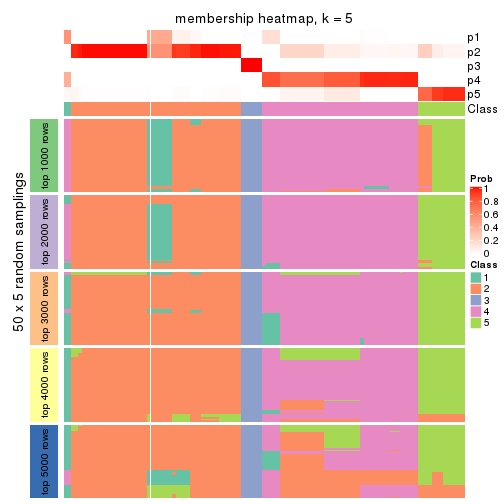 membership heatmap, k = 5
p1
p2
p3
p4
p5
Class
50 x 5 random samplings
top 1000 rows
top 2000 rows
top 3000 rows
top 4000 rows
top 5000 rows
Prob
1
0.8
0.6
0.4
0.2
0
Class
1
2
3
4
5